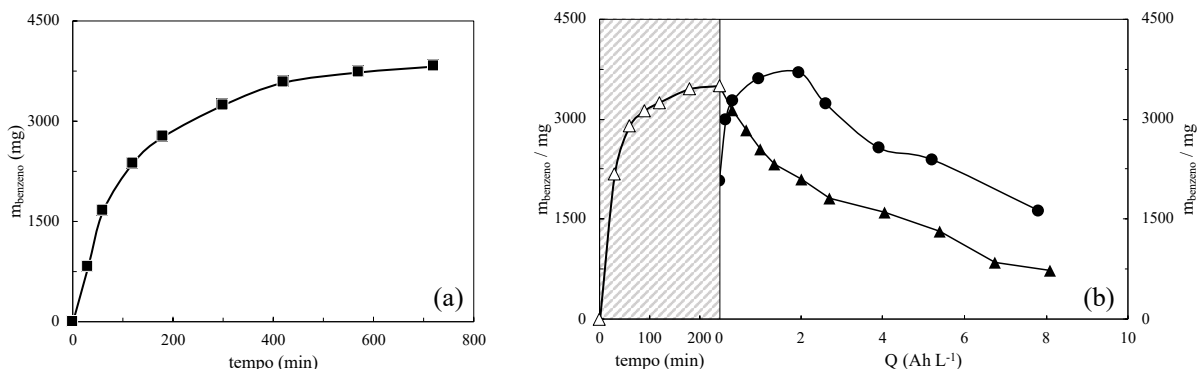 4500
3000
1500
0
m_benzeno (mg)
0 200 400 600 800
tempo (min)
(a)
4500
3000
1500
0
m_benzeno / mg
0 100 200 0 2 4 6 8 10
tempo (min) Q (Ah L⁻¹)
(b)
4500
3000
1500
0
m_benzeno / mg